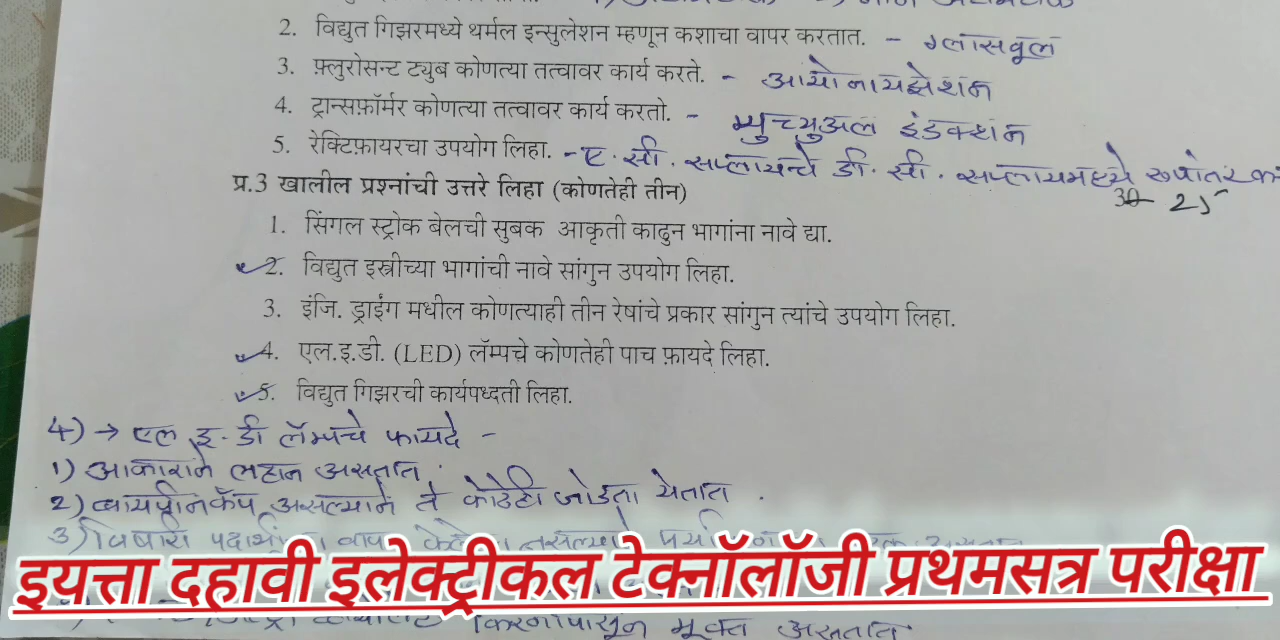 2. विद्युत गिझरमध्ये थर्मल इन्सुलेशन म्हणून कशाचा वापर करतात. - ग्लासवूल
3. फ़्लुरोसन्ट ट्युब कोणत्या तत्वावर कार्य करते. - आयोनायझेशन
4. ट्रान्सफ़ॉर्मर कोणत्या तत्वावर कार्य करतो. - म्युच्युअल इंडक्शन
5. रेक्टिफ़ायरचा उपयोग लिहा. - ए. सी. सप्लायचे डी. सी. सप्लायमध्ये रूपांतर
प्र.3 खालील प्रश्नांची उत्तरे लिहा (कोणतेही तीन)
25
1. सिंगल स्ट्रोक बेलची सुबक आकृती काढुन भागांना नावे द्या.
2. विद्युत इस्त्रीच्या भागांची नावे सांगुन उपयोग लिहा.
3. इंजि. ड्राईंग मधील कोणत्याही तीन रेषांचे प्रकार सांगुन त्यांचे उपयोग लिहा.
4. एल.इ.डी. (LED) लॅम्पचे कोणतेही पाच फ़ायदे लिहा.
5. विद्युत गिझरची कार्यपध्दती लिहा.
4) → एल. इ. डी लॅम्पचे फायदे -
1) आकाराने लहान असतात.
2) बायपीनकॅप असल्याने ते कोठेही जोडता येतात.
3) विषारी
इयत्ता दहावी इलेक्ट्रीकल टेक्नॉलॉजी प्रथमसत्र परीक्षा
किरणांपासून मूक्त असतात.